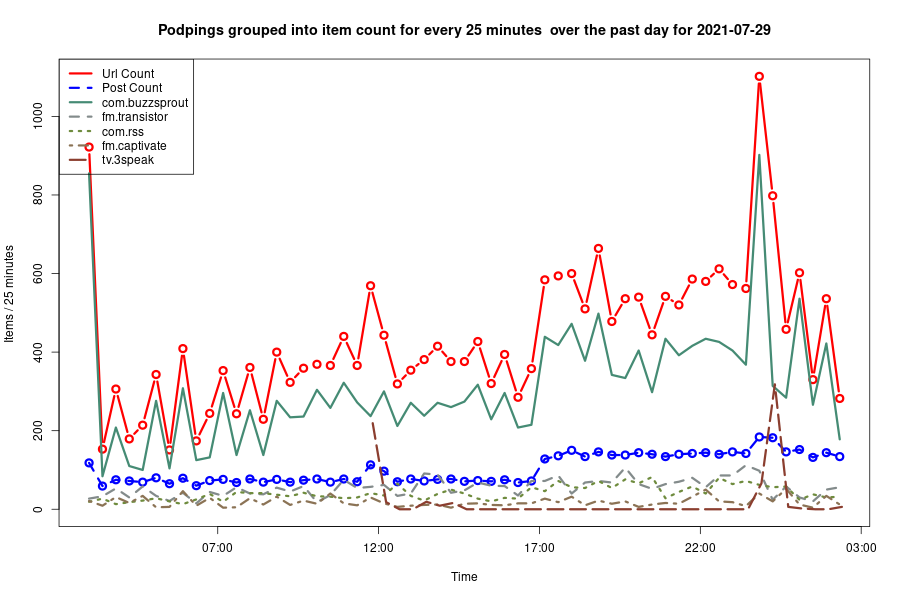 Podpings grouped into item count for every 25 minutes  over the past day for 2021-07-29
Url Count
Post Count
com.buzzsprout
fm.transistor
com.rss
fm.captivate
tv.3speak
Items / 25 minutes
1000
800
600
400
200
0
07:00 12:00 17:00 22:00 03:00
Time